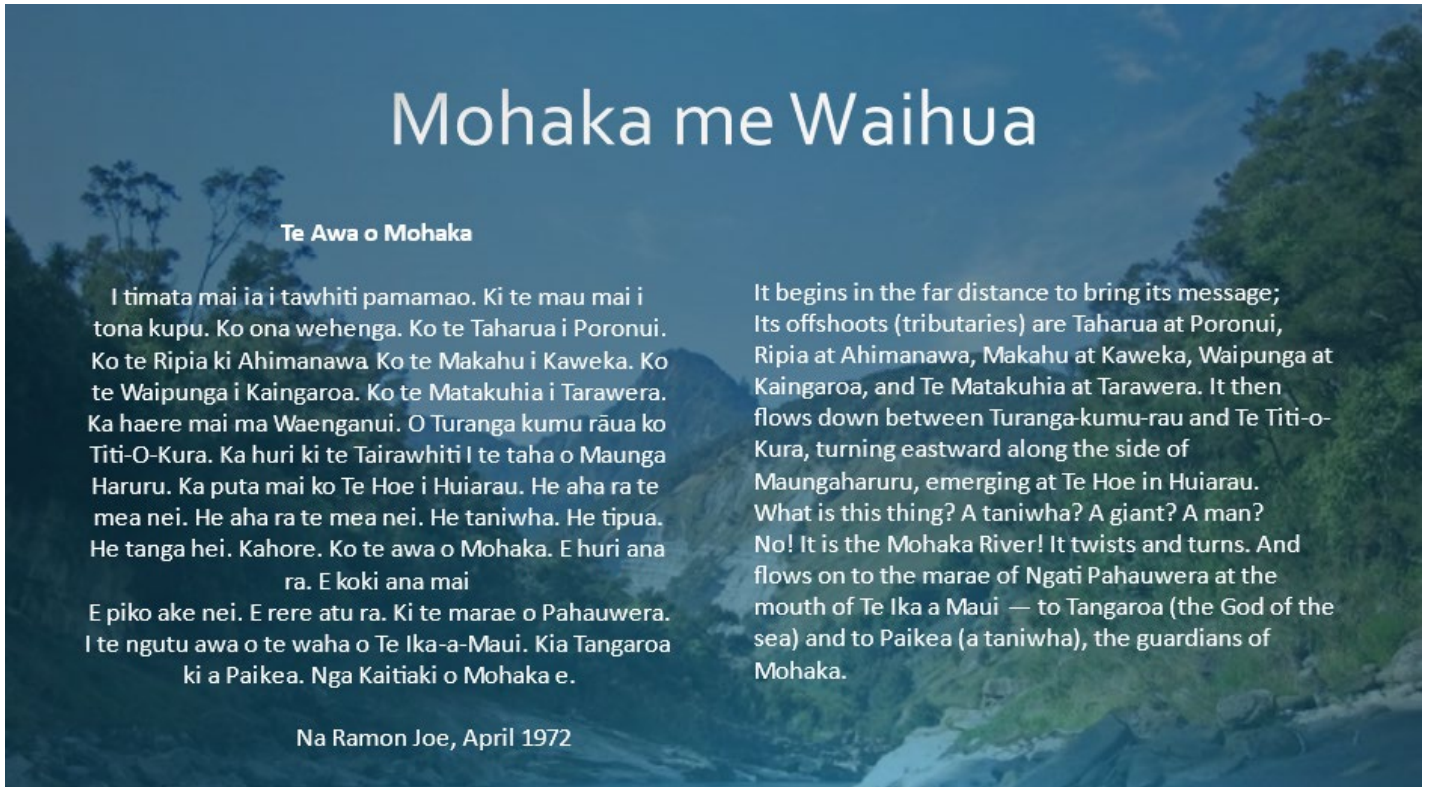 Mohaka me Waihua
Te Awa o Mohaka
I timata mai ia i tawhiti pamamao. Ki te mau mai i
tona kupu. Ko ona wehenga. Ko te Taharua i Poronui.
Ko te Ripia ki Ahimanawa. Ko te Makahu i Kaweka. Ko
te Waipunga i Kaingaroa. Ko te Matakuhia i Tarawera.
Ka haere mai ma Waenganui. O Turanga kumu rāua ko
Titi-O-Kura. Ka huri ki te Tairawhiti I te taha o Maunga
Haruru. Ka puta mai ko Te Hoe i Huiarau. He aha ra te
mea nei. He aha ra te mea nei. He taniwha. He tipua.
He tanga hei. Kahore. Ko te awa o Mohaka. E huri ana
ra. E koki ana mai
E piko ake nei. E rere atu ra. Ki te marae o Pahauwera.
I te ngutu awa o te waha o Te Ika-a-Maui. Kia Tangaroa
ki a Paikea. Nga Kaitiaki o Mohaka e.
Na Ramon Joe, April 1972
It begins in the far distance to bring its message;
Its offshoots (tributaries) are Taharua at Poronui,
Ripia at Ahimanawa, Makahu at Kaweka, Waipunga at
Kaingaroa, and Te Matakuhia at Tarawera. It then
flows down between Turanga-kumu-rau and Te Titi-o-
Kura, turning eastward along the side of
Maungaharuru, emerging at Te Hoe in Huiarau.
What is this thing? A taniwha? A giant? A man?
No! It is the Mohaka River! It twists and turns. And
flows on to the marae of Ngati Pahauwera at the
mouth of Te Ika a Maui — to Tangaroa (the God of the
sea) and to Paikea (a taniwha), the guardians of
Mohaka.